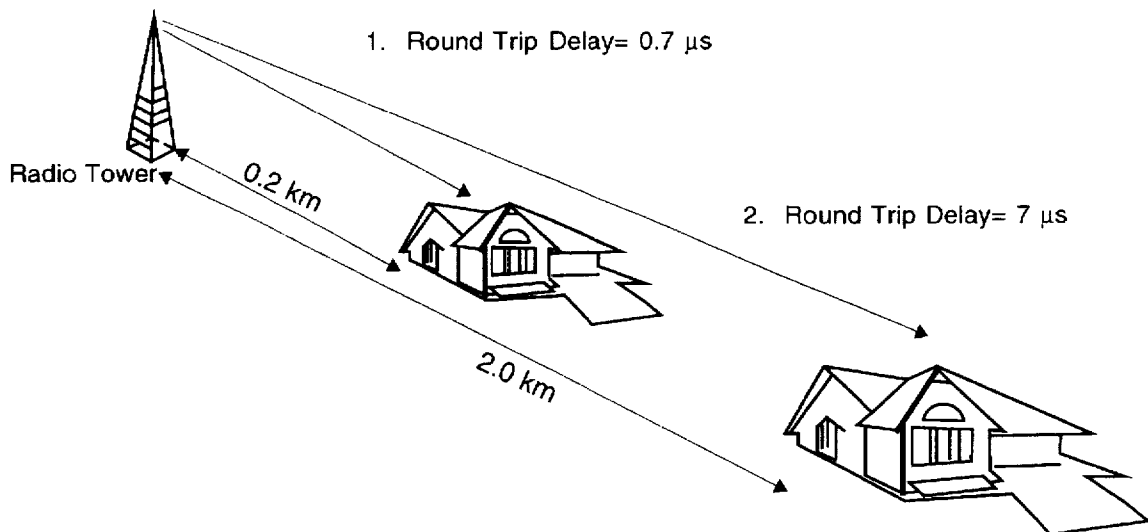 1. Round Trip Delay= 0.7 µs
Radio Tower
0.2 km
2. Round Trip Delay= 7 µs
2.0 km